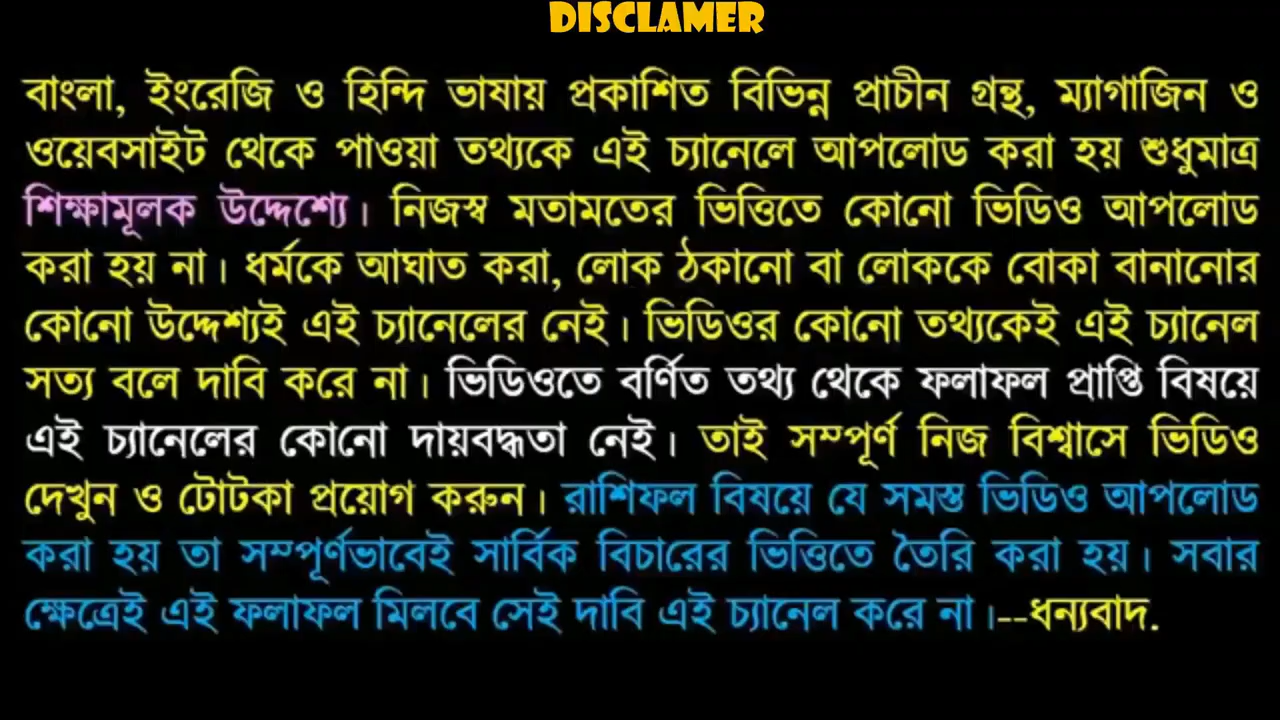 DISCLAMER
বাংলা, ইংরেজি ও হিন্দি ভাষায় প্রকাশিত বিভিন্ন প্রাচীন গ্রন্থ, ম্যাগাজিন ও
ওয়েবসাইট থেকে পাওয়া তথ্যকে এই চ্যানেলে আপলোড করা হয় শুধুমাত্র
শিক্ষামূলক উদ্দেশ্যে। নিজস্ব মতামতের ভিত্তিতে কোনো ভিডিও আপলোড
করা হয় না। ধর্মকে আঘাত করা, লোক ঠকানো বা লোককে বোকা বানানোর
কোনো উদ্দেশ্যই এই চ্যানেলের নেই। ভিডিওর কোনো তথ্যকেই এই চ্যানেল
সত্য বলে দাবি করে না। ভিডিওতে বর্ণিত তথ্য থেকে ফলাফল প্রাপ্তি বিষয়ে
এই চ্যানেলের কোনো দায়বদ্ধতা নেই। তাই সম্পূর্ণ নিজ বিশ্বাসে ভিডিও
দেখুন ও টোটকা প্রয়োগ করুন। রাশিফল বিষয়ে যে সমস্ত ভিডিও আপলোড
করা হয় তা সম্পূর্ণভাবেই সার্বিক বিচারের ভিত্তিতে তৈরি করা হয়। সবার
ক্ষেত্রেই এই ফলাফল মিলবে সেই দাবি এই চ্যানেল করে না।--ধন্যবাদ.